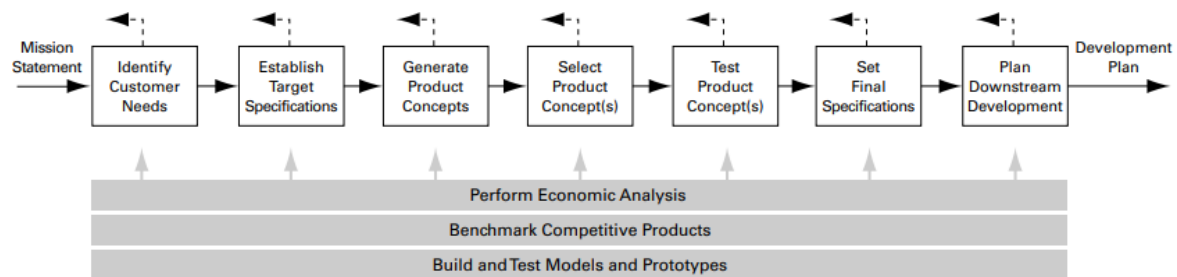 Mission
Statement
Identify
Customer
Needs
Establish
Target
Specifications
Generate
Product
Concepts
Select
Product
Concept(s)
Test
Product
Concept(s)
Set
Final
Specifications
Plan
Downstream
Development
Development
Plan
Perform Economic Analysis
Benchmark Competitive Products
Build and Test Models and Prototypes